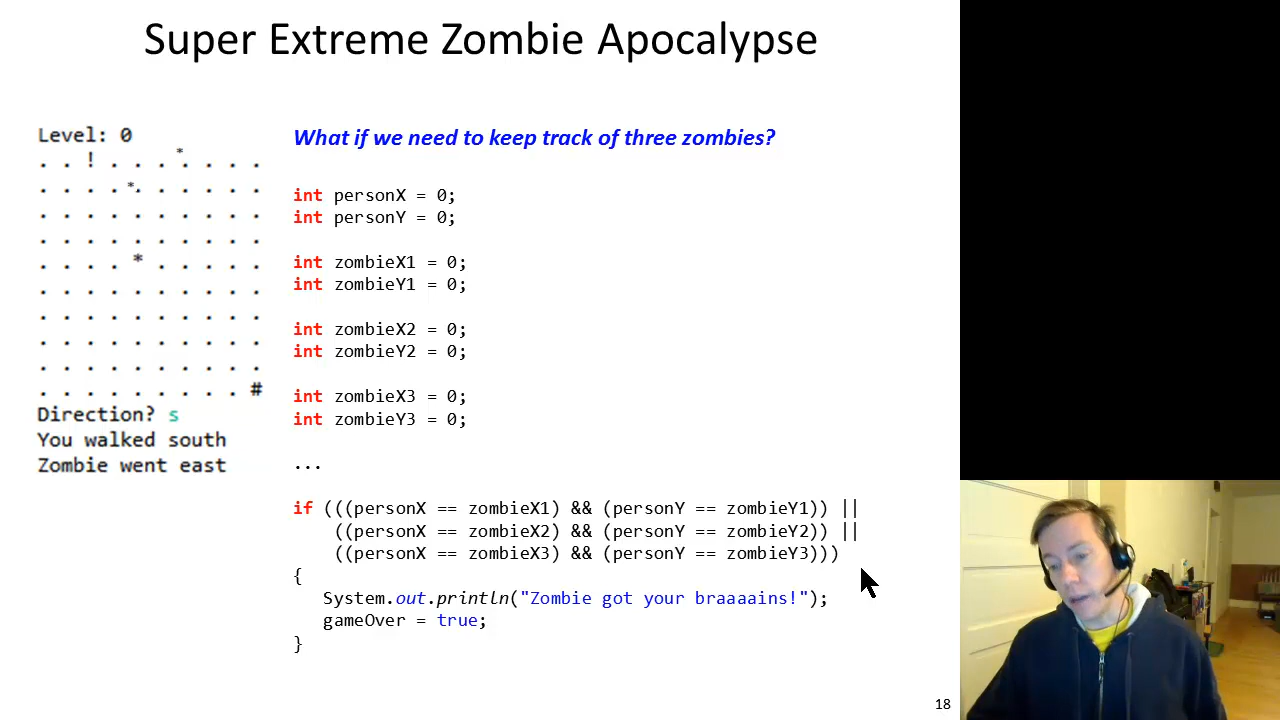 Super Extreme Zombie Apocalypse
Level: 0
. . ! . . . * . . . .
. . . . * . . . . . .
. . . . . . . . . .
. . . . . . . . . .
. . . . * . . . . .
. . . . . . . . . .
. . . . . . . . . .
. . . . . . . . . .
. . . . . . . . . .
. . . . . . . . . #
Direction? s
You walked south
Zombie went east
What if we need to keep track of three zombies?
int personX = 0;
int personY = 0;
int zombieX1 = 0;
int zombieY1 = 0;
int zombieX2 = 0;
int zombieY2 = 0;
int zombieX3 = 0;
int zombieY3 = 0;
...
if (((personX == zombieX1) && (personY == zombieY1)) ||
((personX == zombieX2) && (personY == zombieY2)) ||
((personX == zombieX3) && (personY == zombieY3)))
{
System.out.println("Zombie got your braaaains!");
gameOver = true;
}
18